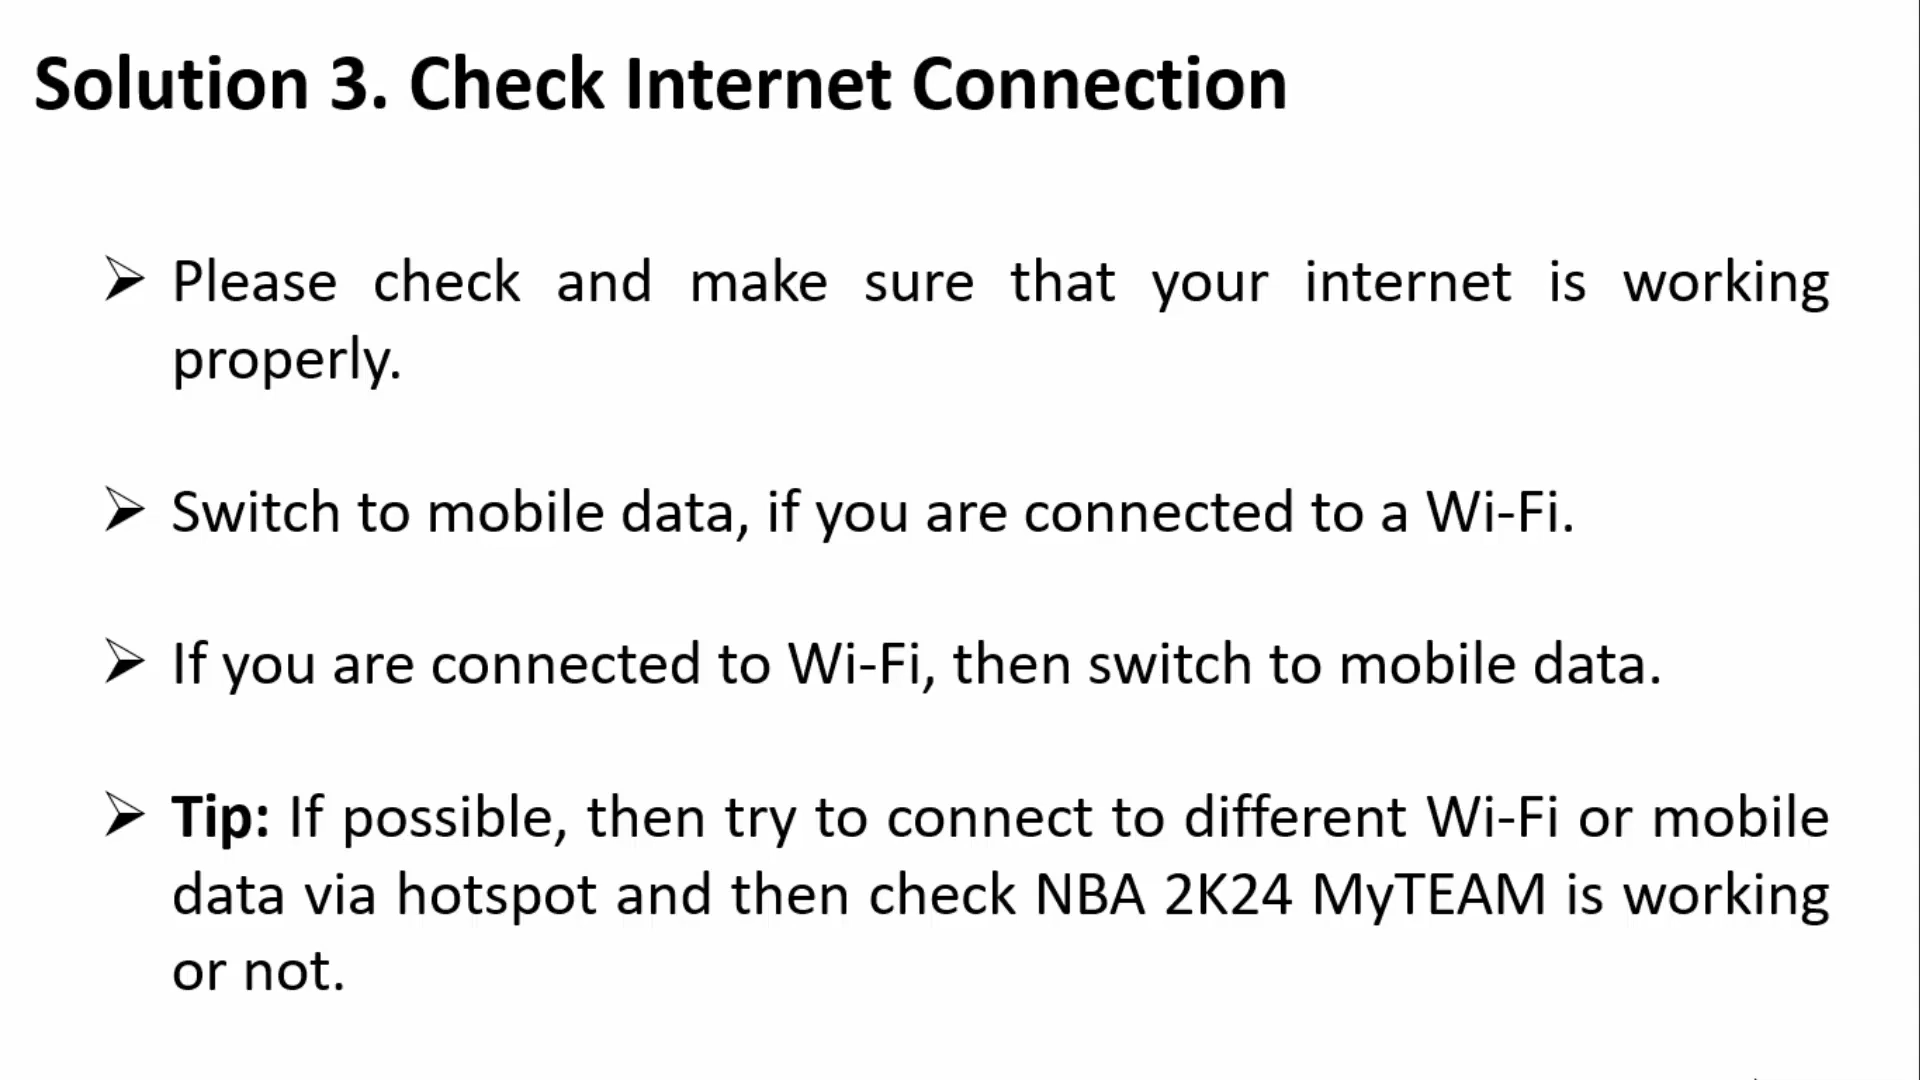 Solution 3. Check Internet Connection
➢ Please check and make sure that your internet is working
properly.
➢ Switch to mobile data, if you are connected to a Wi-Fi.
➢ If you are connected to Wi-Fi, then switch to mobile data.
➢ Tip: If possible, then try to connect to different Wi-Fi or mobile
data via hotspot and then check NBA 2K24 MyTEAM is working
or not.